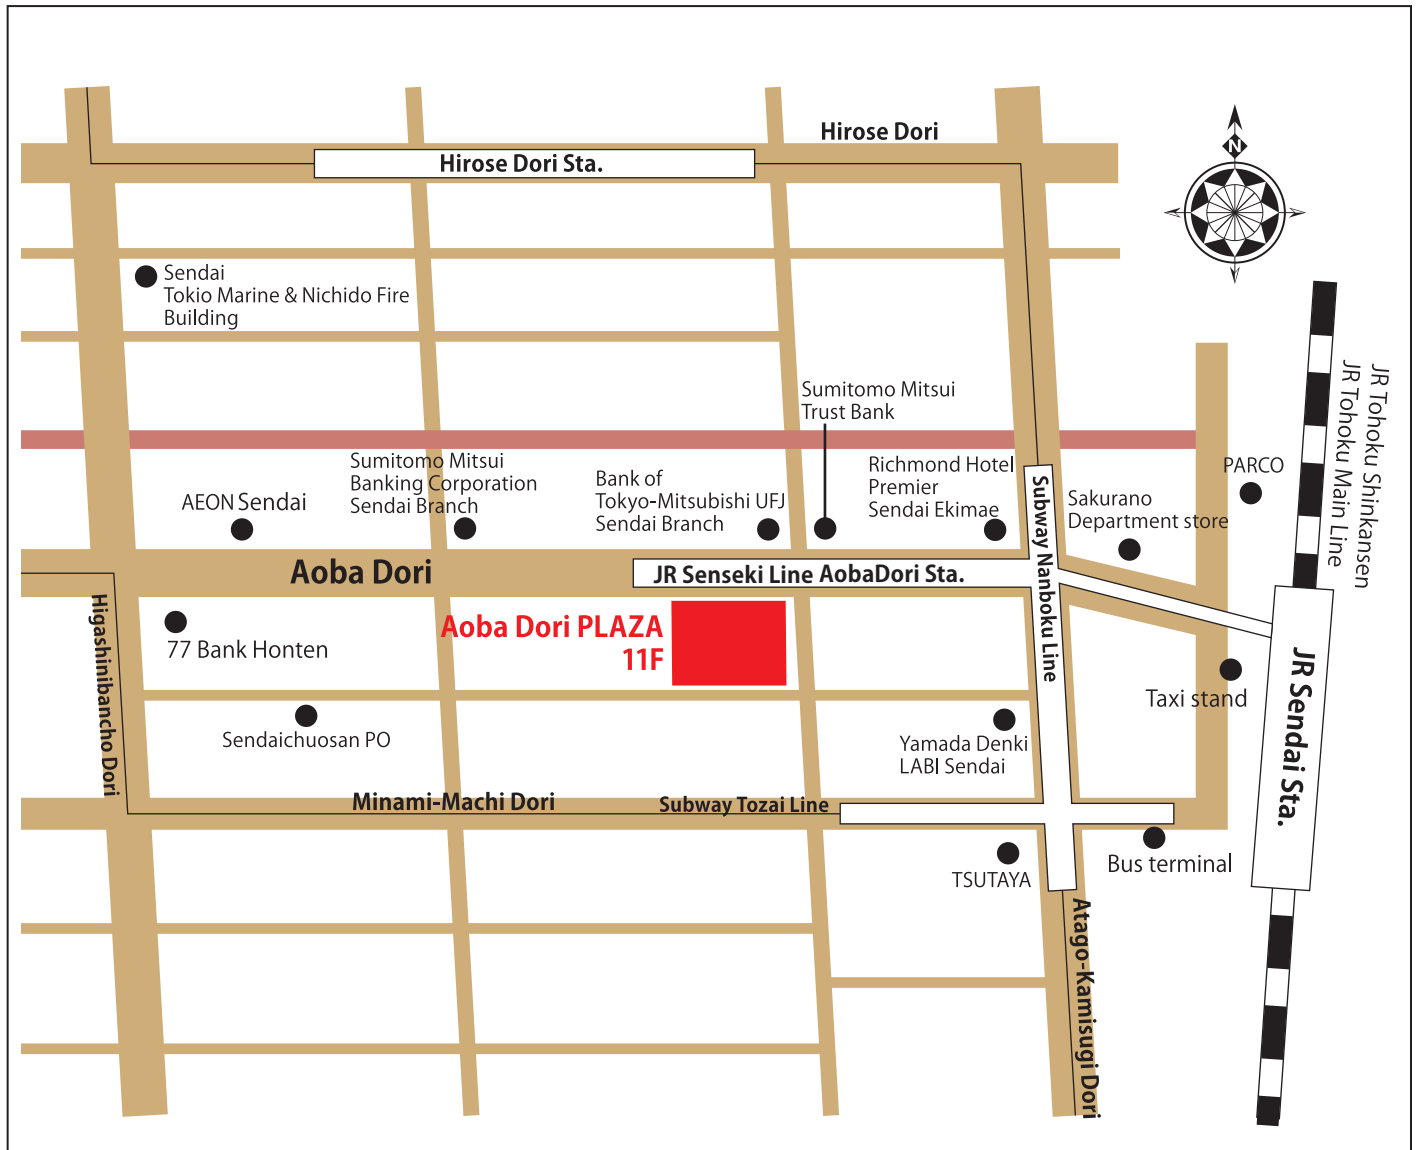 Hirose Dori
Hirose Dori Sta.
N
Sendai
Tokio Marine & Nichido Fire
Building
JR Tohoku Shinkansen
JR Tohoku Main Line
Sumitomo Mitsui
Trust Bank
Sumitomo Mitsui
Banking Corporation
Sendai Branch
AEON Sendai
Bank of
Tokyo-Mitsubishi UFJ
Sendai Branch
Richmond Hotel
Premier
Sendai Ekimae
Subway Nanboku Line
Sakurano
Department store
PARCO
Aoba Dori
JR Senseki Line AobaDori Sta.
Higashinibancho Dori
77 Bank Honten
Aoba Dori PLAZA
11F
JR Sendai Sta.
Taxi stand
Sendaichuosan PO
Yamada Denki
LABI Sendai
Minami-Machi Dori
Subway Tozai Line
TSUTAYA
Bus terminal
Atago-Kamisugi Dori